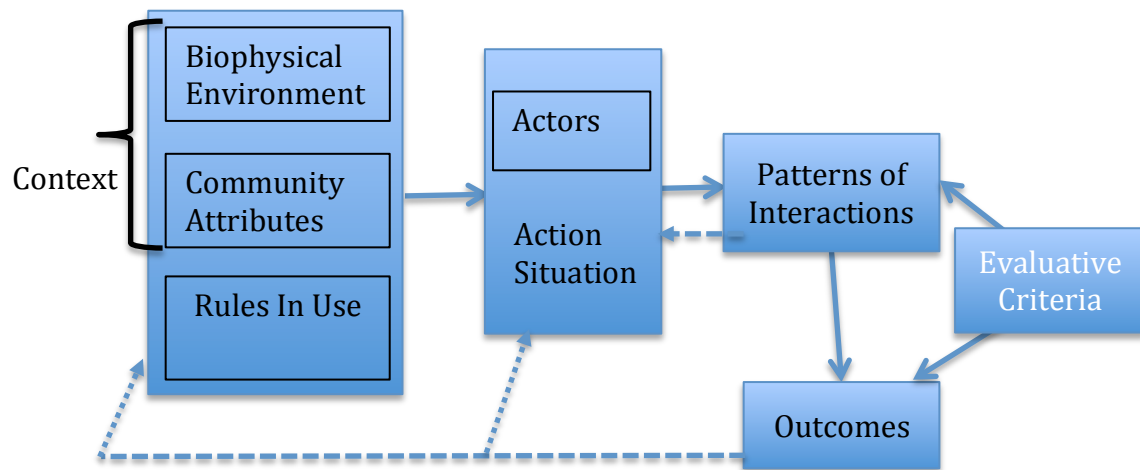 Context
Biophysical
Environment
Community
Attributes
Rules In Use
Actors
Action
Situation
Patterns of
Interactions
Evaluative
Criteria
Outcomes